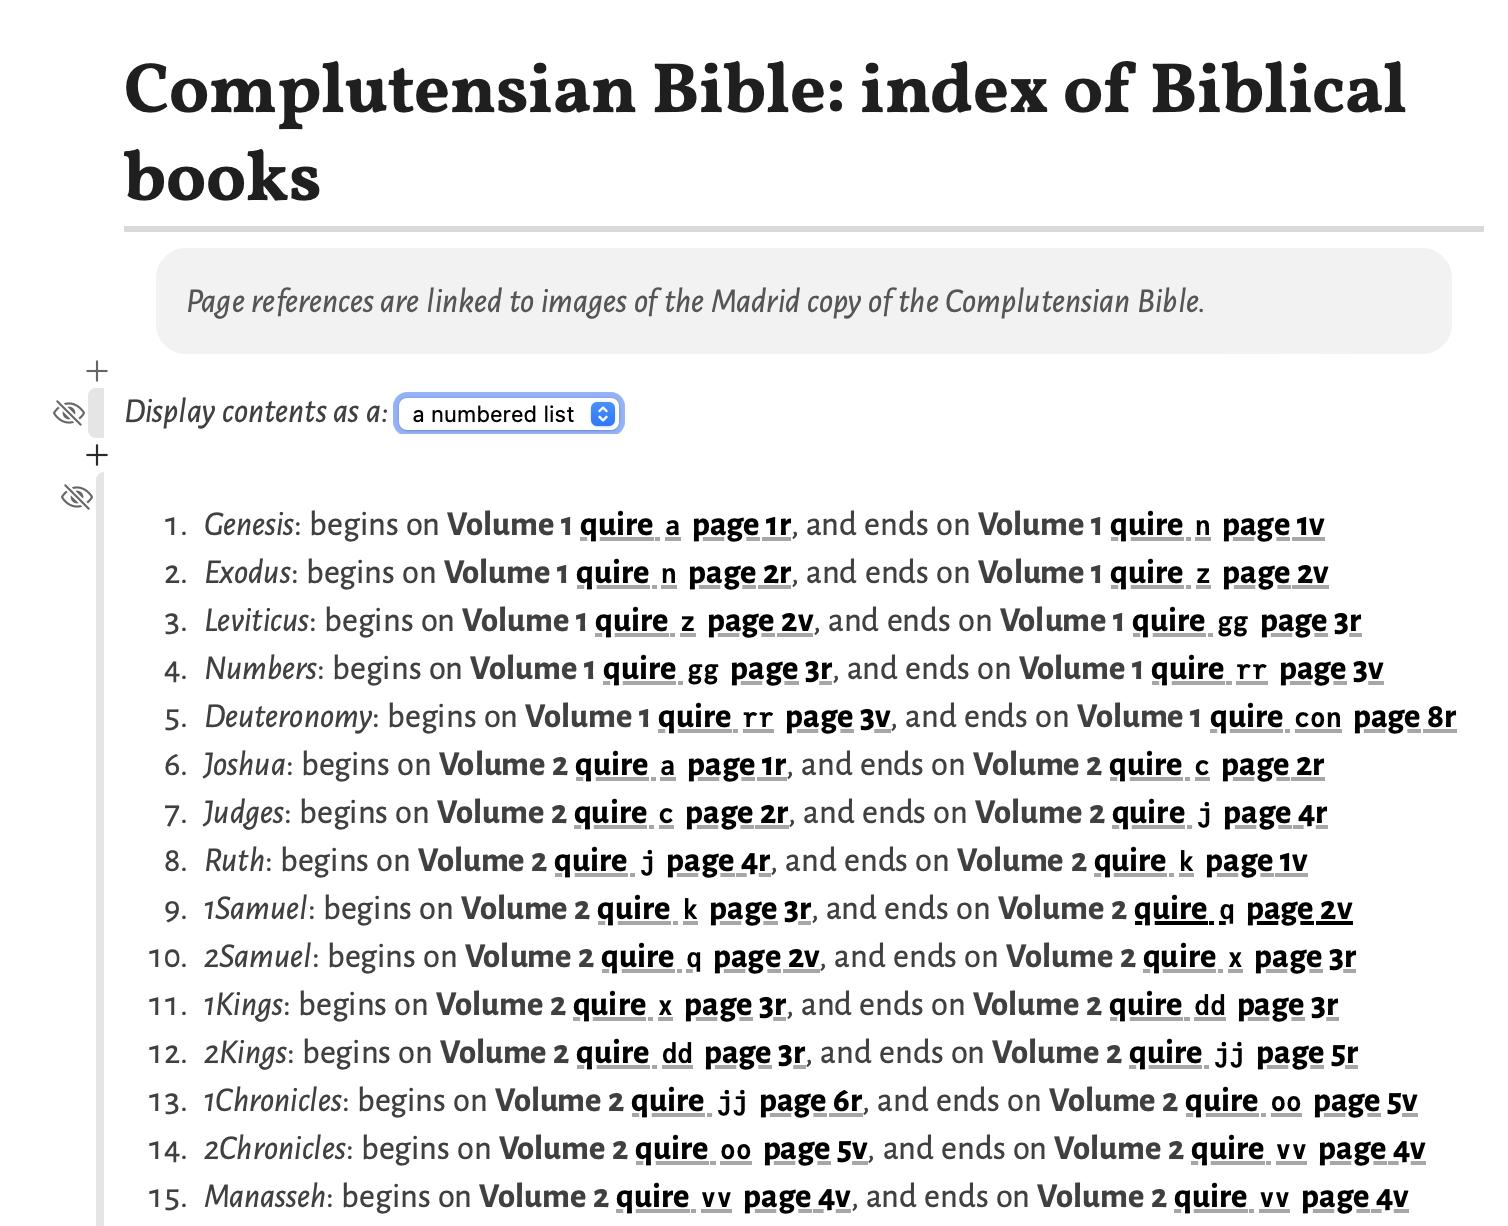 Complutensian Bible: index of Biblical
books
Page references are linked to images of the Madrid copy of the Complutensian Bible.
Display contents as a: a numbered list
1. Genesis: begins on Volume 1 quire a page 1r, and ends on Volume 1 quire n page 1v
2. Exodus: begins on Volume 1 quire n page 2r, and ends on Volume 1 quire z page 2v
3. Leviticus: begins on Volume 1 quire z page 2v, and ends on Volume 1 quire gg page 3r
4. Numbers: begins on Volume 1 quire gg page 3r, and ends on Volume 1 quire rr page 3v
5. Deuteronomy: begins on Volume 1 quire rr page 3v, and ends on Volume 1 quire con page 8r
6. Joshua: begins on Volume 2 quire a page 1r, and ends on Volume 2 quire c page 2r
7. Judges: begins on Volume 2 quire c page 2r, and ends on Volume 2 quire j page 4r
8. Ruth: begins on Volume 2 quire j page 4r, and ends on Volume 2 quire k page 1v
9. 1Samuel: begins on Volume 2 quire k page 3r, and ends on Volume 2 quire q page 2v
10. 2Samuel: begins on Volume 2 quire q page 2v, and ends on Volume 2 quire x page 3r
11. 1Kings: begins on Volume 2 quire x page 3r, and ends on Volume 2 quire dd page 3r
12. 2Kings: begins on Volume 2 quire dd page 3r, and ends on Volume 2 quire jj page 5r
13. 1Chronicles: begins on Volume 2 quire jj page 6r, and ends on Volume 2 quire oo page 5v
14. 2Chronicles: begins on Volume 2 quire oo page 5v, and ends on Volume 2 quire vv page 4v
15. Manasseh: begins on Volume 2 quire vv page 4v, and ends on Volume 2 quire vv page 4v